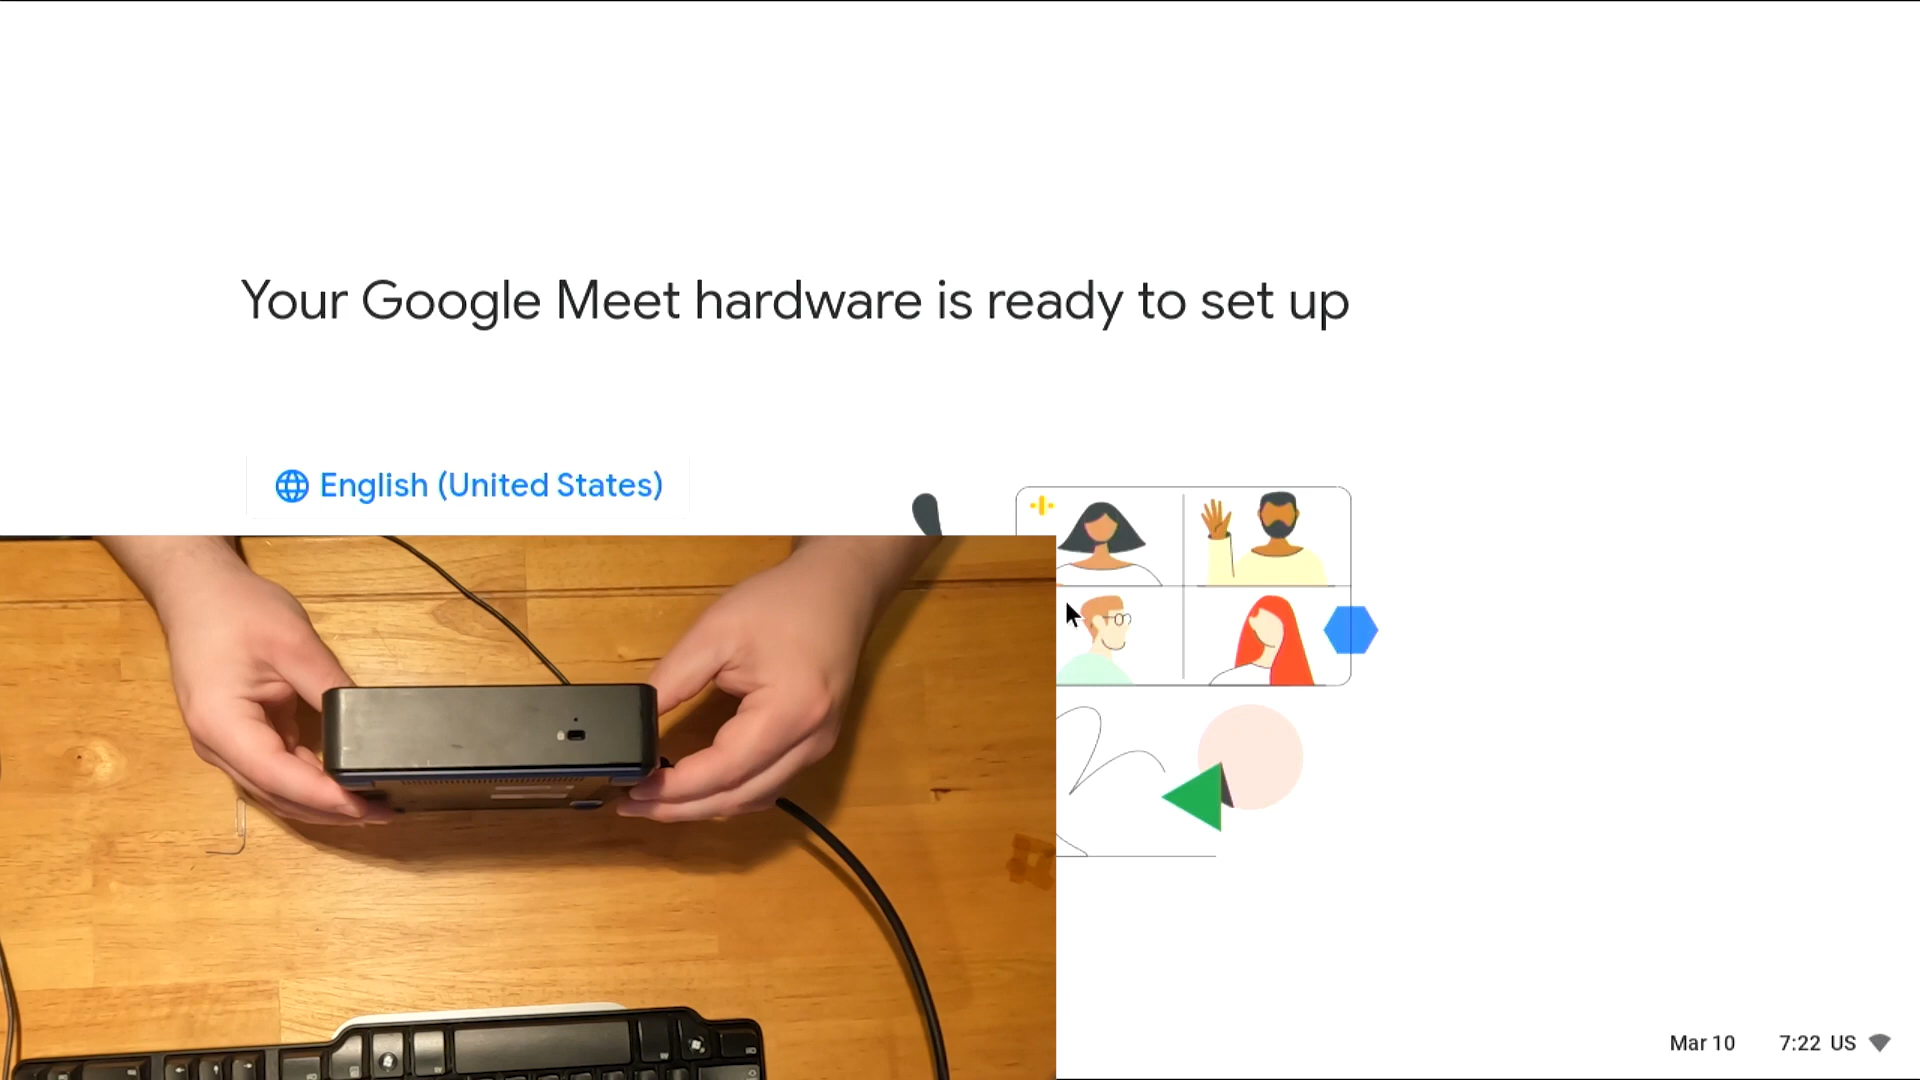 Your Google Meet hardware is ready to set up
English (United States)
Mar 10 7:22 US